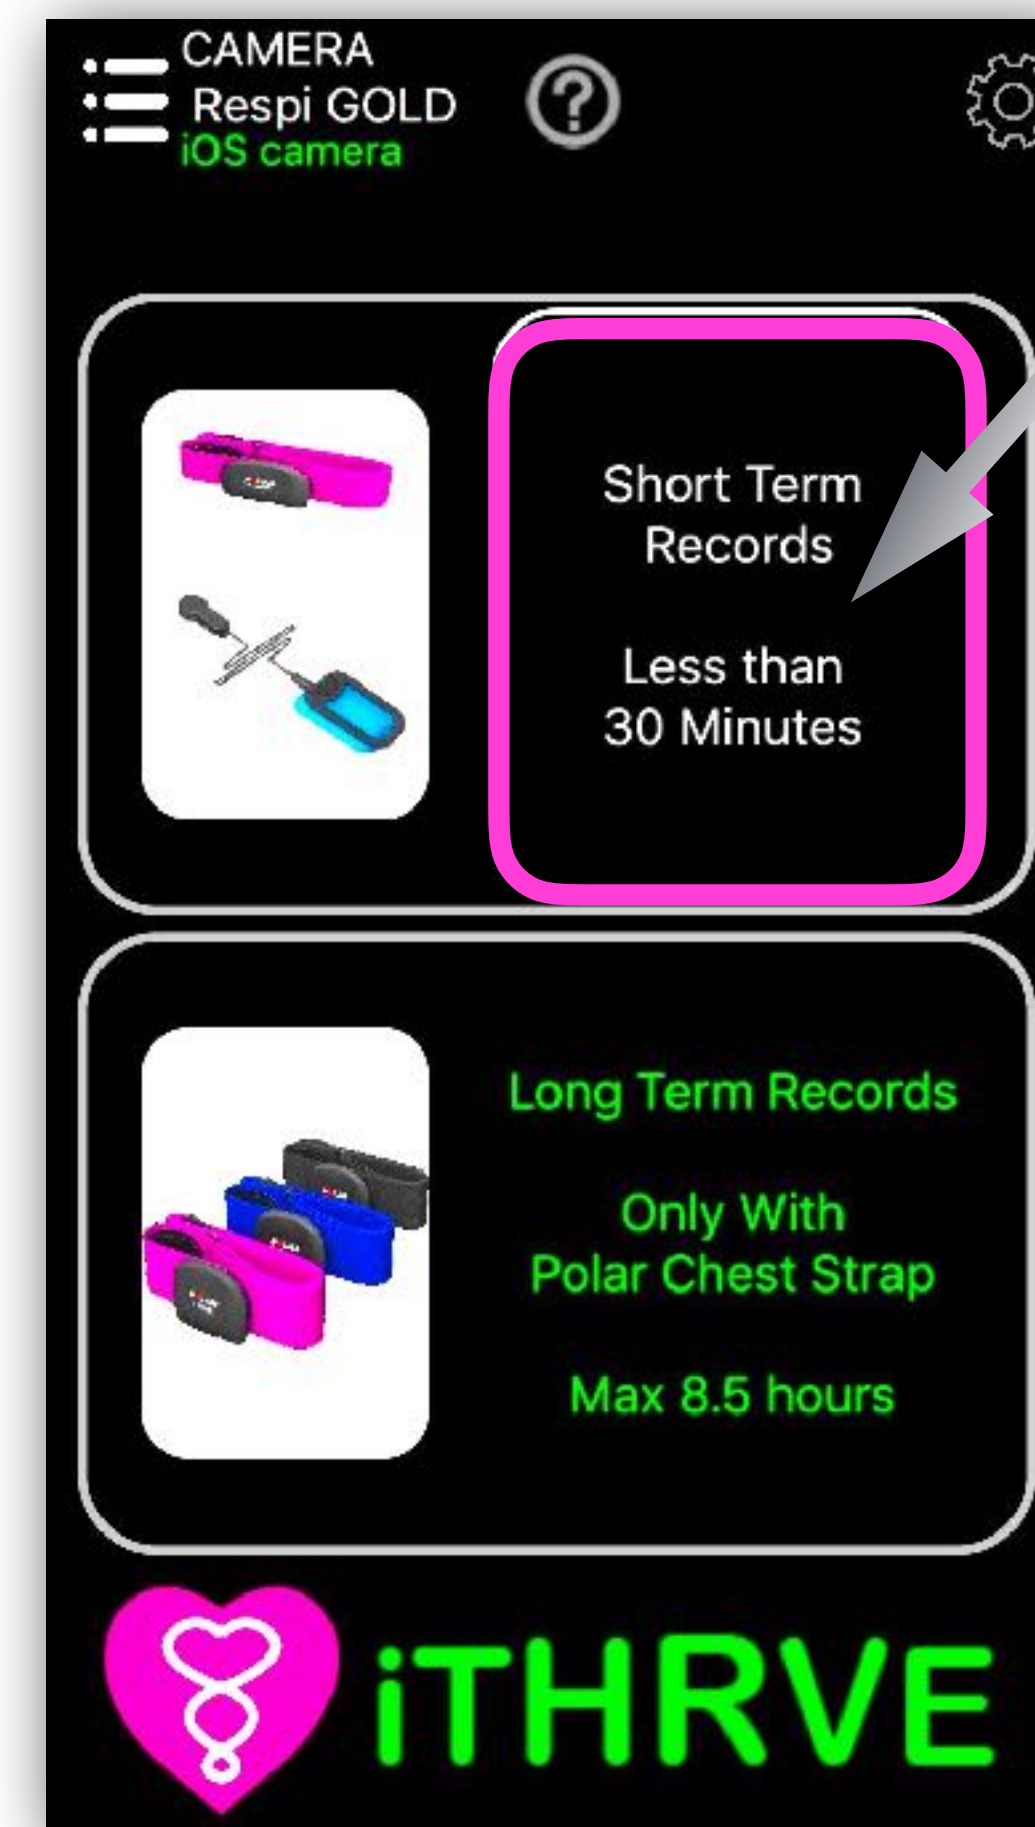 CAMERA
Respi GOLD
iOS camera
Short Term
Records
Less than
30 Minutes
Long Term Records
Only With
Polar Chest Strap
Max 8.5 hours
iTHRVE